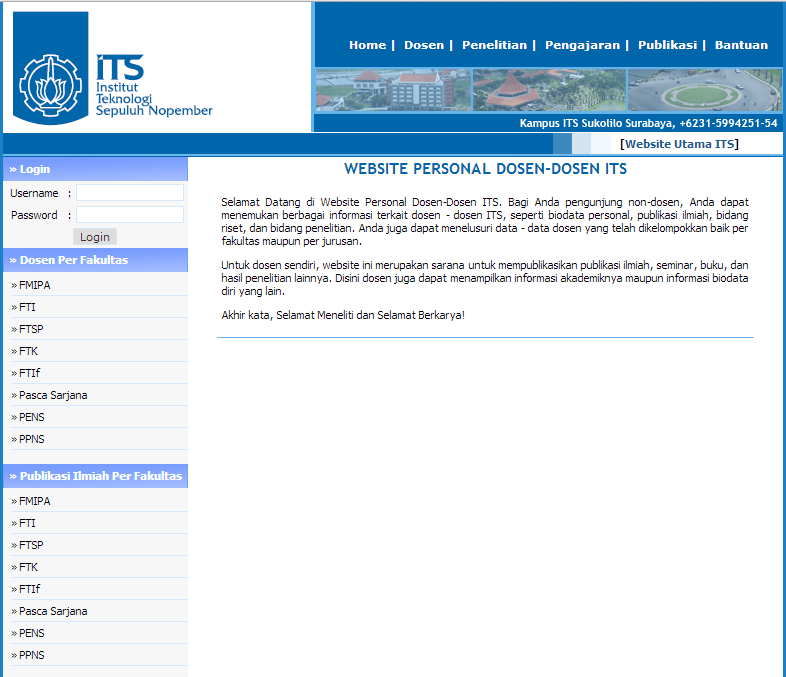 Home | Dosen | Penelitian | Pengajaran | Publikasi | Bantuan
ITS
Institut
Teknologi
Sepuluh Nopember
Kampus ITS Sukolilo Surabaya, +6231-5994251-54
[Website Utama ITS]
» Login
Username :
Password :
Login
» Dosen Per Fakultas
» FMIPA
» FTI
» FTSP
» FTK
» FTIf
» Pasca Sarjana
» PENS
» PPNS
» Publikasi Ilmiah Per Fakultas
» FMIPA
» FTI
» FTSP
» FTK
» FTIf
» Pasca Sarjana
» PENS
» PPNS
WEBSITE PERSONAL DOSEN-DOSEN ITS
Selamat Datang di Website Personal Dosen-Dosen ITS. Bagi Anda pengunjung non-dosen, Anda dapat
menemukan berbagai informasi terkait dosen - dosen ITS, seperti biodata personal, publikasi ilmiah, bidang
riset, dan bidang penelitian. Anda juga dapat menelusuri data - data dosen yang telah dikelompokkan baik per
fakultas maupun per jurusan.
Untuk dosen sendiri, website ini merupakan sarana untuk mempublikasikan publikasi ilmiah, seminar, buku, dan
hasil penelitian lainnya. Disini dosen juga dapat menampilkan informasi akademiknya maupun informasi biodata
diri yang lain.
Akhir kata, Selamat Meneliti dan Selamat Berkarya!